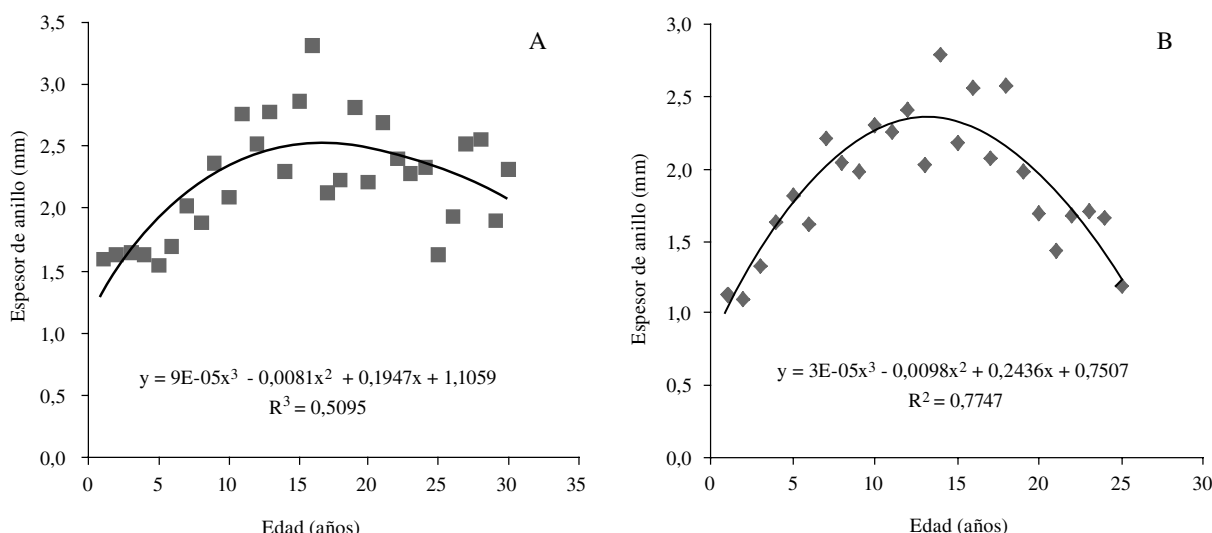 A
3,5
3,0
2,5
2,0
1,5
1,0
0,5
0,0
Espesor de anillo (mm)
y = 9E-05x³ - 0,0081x² + 0,1947x + 1,1059
R³ = 0,5095
0 5 10 15 20 25 30 35
Edad (años)
B
3,0
2,5
2,0
1,5
1,0
0,5
0,0
Espesor de anillo (mm)
y = 3E-05x³ - 0,0098x² + 0,2436x + 0,7507
R² = 0,7747
0 5 10 15 20 25 30
Edad (años)